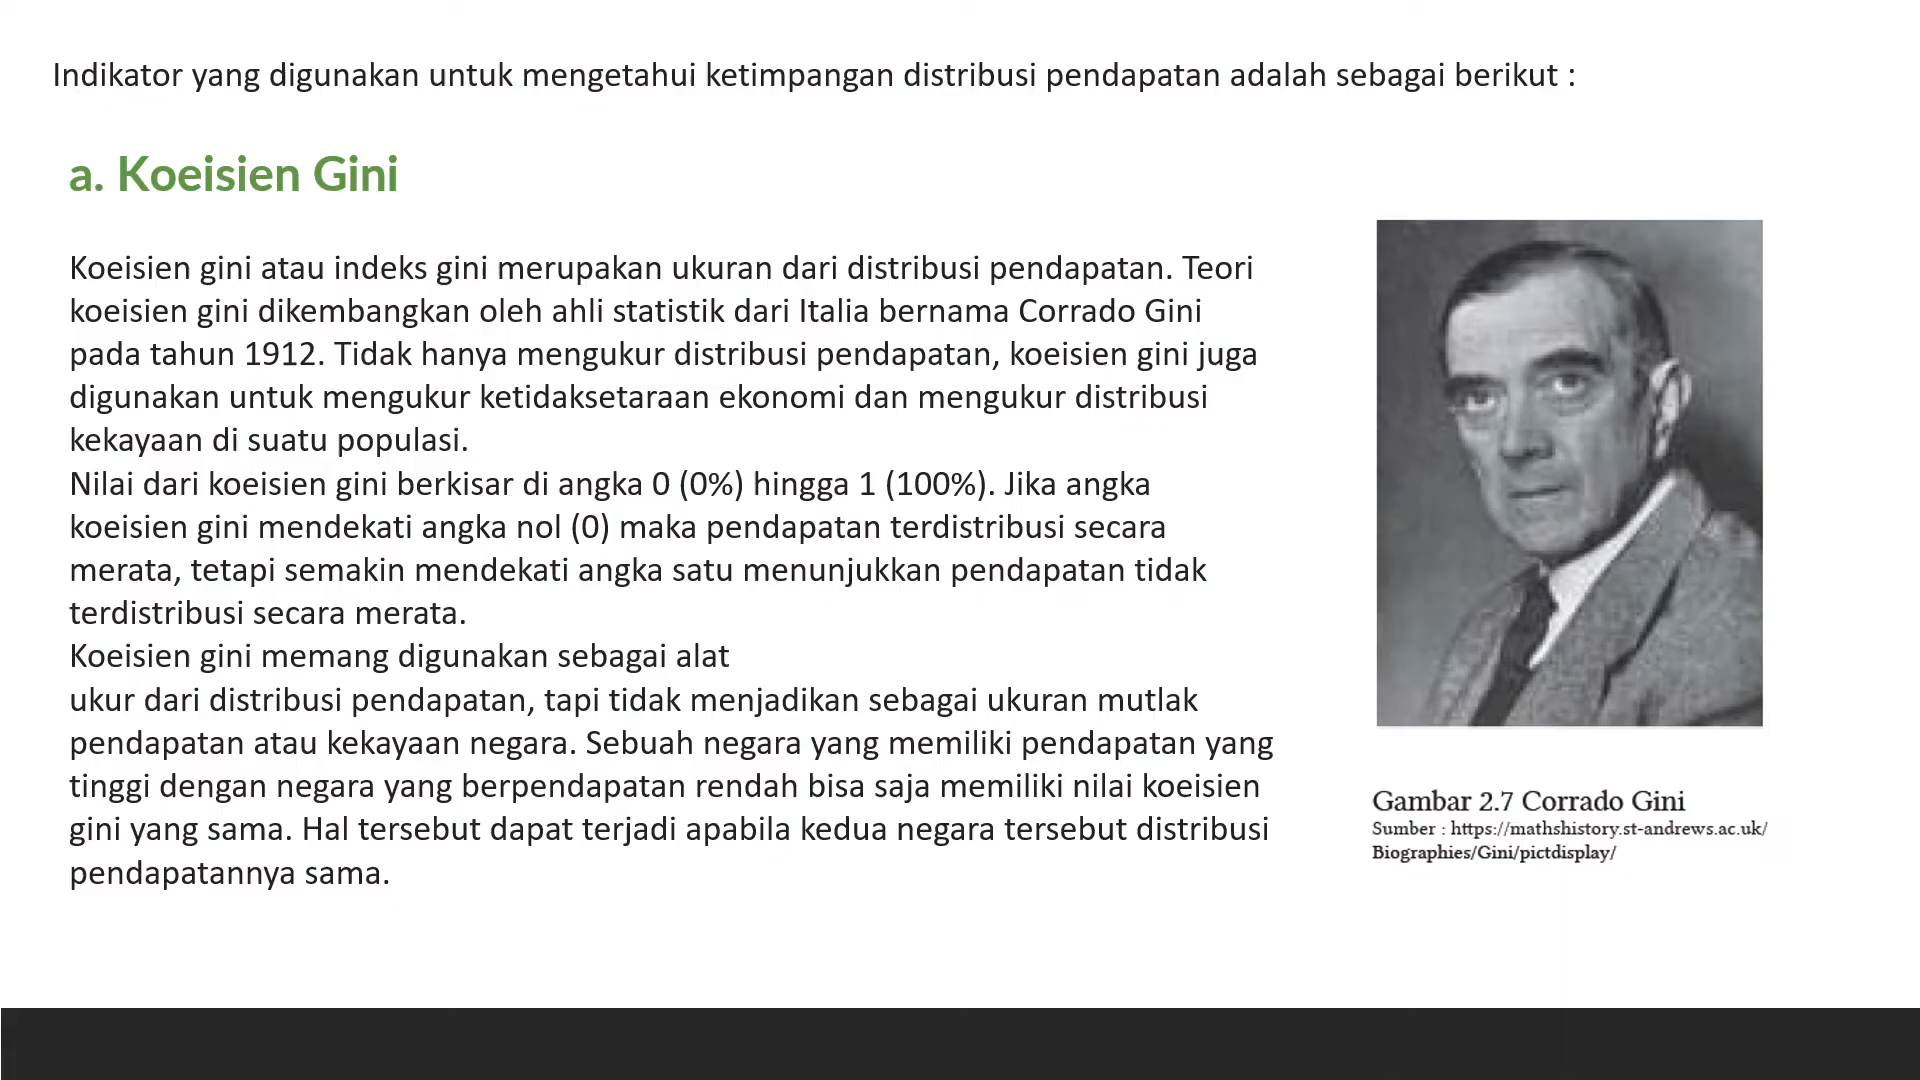 Indikator yang digunakan untuk mengetahui ketimpangan distribusi pendapatan adalah sebagai berikut :
a. Koeisien Gini
Koeisien gini atau indeks gini merupakan ukuran dari distribusi pendapatan. Teori
koeisien gini dikembangkan oleh ahli statistik dari Italia bernama Corrado Gini
pada tahun 1912. Tidak hanya mengukur distribusi pendapatan, koeisien gini juga
digunakan untuk mengukur ketidaksetaraan ekonomi dan mengukur distribusi
kekayaan di suatu populasi.
Nilai dari koeisien gini berkisar di angka 0 (0%) hingga 1 (100%). Jika angka
koeisien gini mendekati angka nol (0) maka pendapatan terdistribusi secara
merata, tetapi semakin mendekati angka satu menunjukkan pendapatan tidak
terdistribusi secara merata.
Koeisien gini memang digunakan sebagai alat
ukur dari distribusi pendapatan, tapi tidak menjadikan sebagai ukuran mutlak
pendapatan atau kekayaan negara. Sebuah negara yang memiliki pendapatan yang
tinggi dengan negara yang berpendapatan rendah bisa saja memiliki nilai koeisien
gini yang sama. Hal tersebut dapat terjadi apabila kedua negara tersebut distribusi
pendapatannya sama.
Gambar 2.7 Corrado Gini
Sumber : https://mathshistory.st-andrews.ac.uk/
Biographies/Gini/pictdisplay/